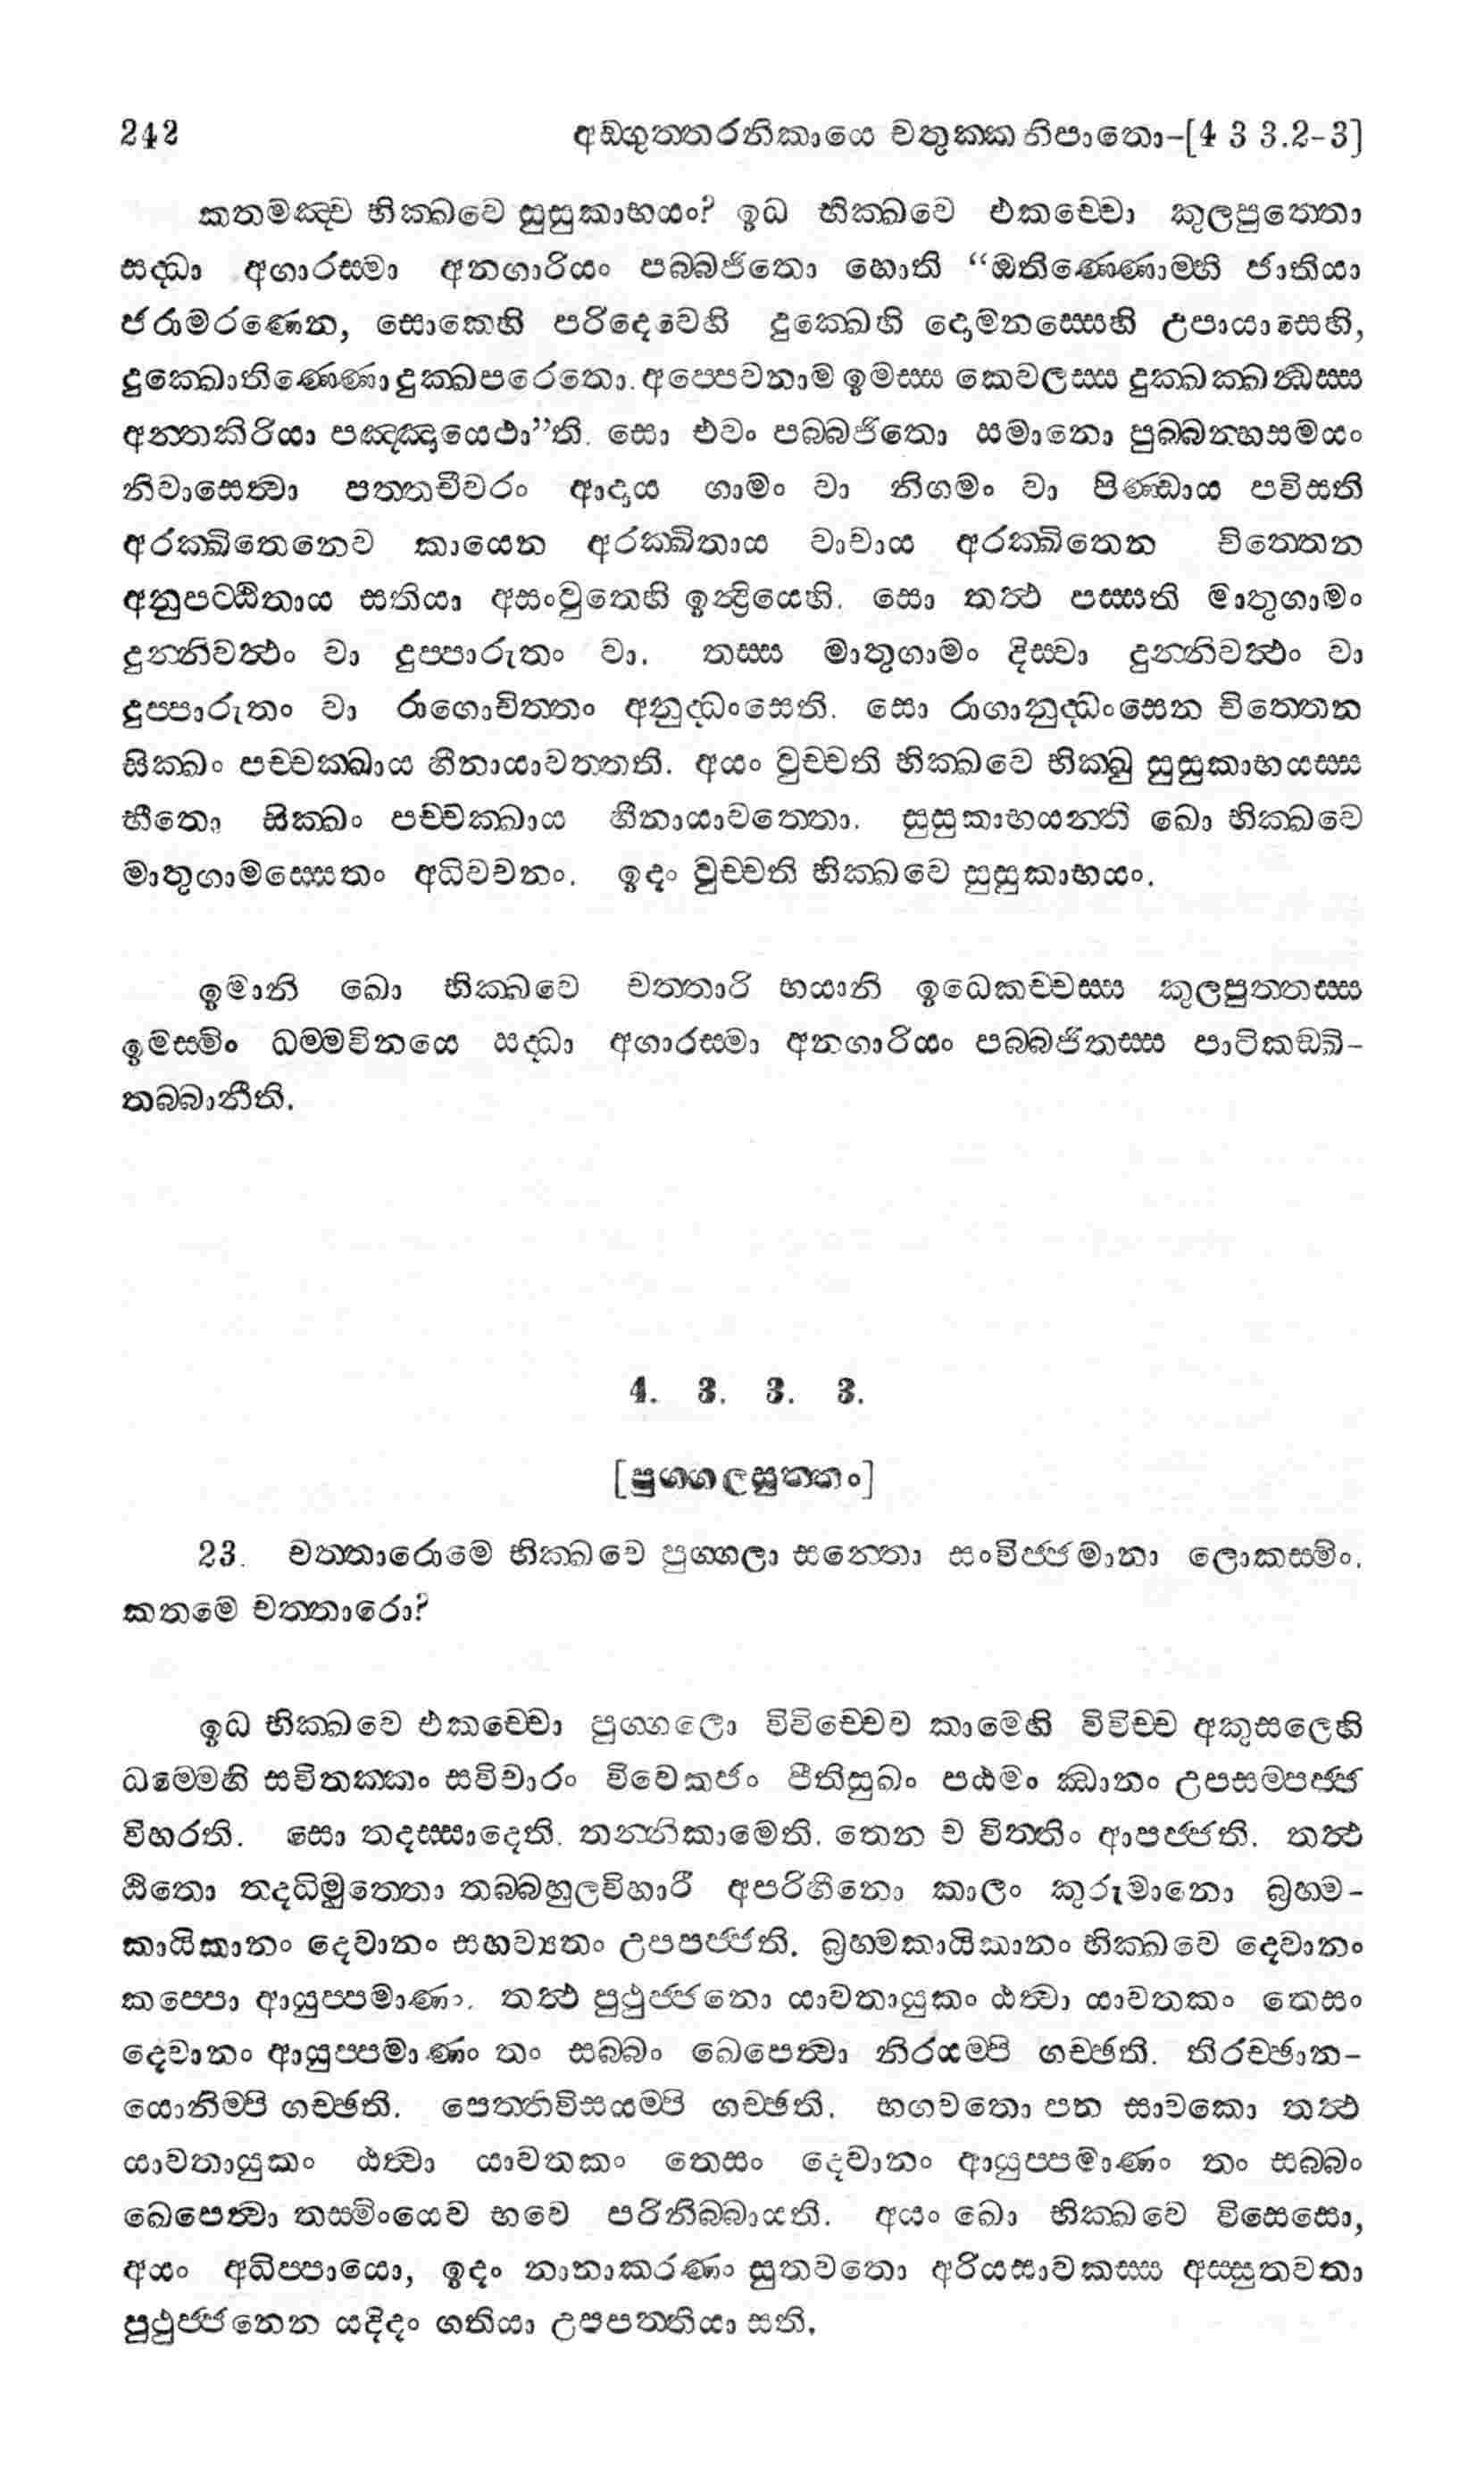 242 අඞ්ගුත්තරනිකායෙ චතුක්ක නිපාතො-[4 3 3.2-3]
කතමඤ්ච භික්ඛවෙ සුසුකාභයං? ඉධ භික්ඛවෙ එකච්චො කුලපුත්තො
සද්ධා අගාරස්මා අනගාරියං පබ්බජිතො හොති “ඔතිණ්ණොම්හි ජාතියා
ජරාමරණෙන, සොකෙහි පරිදෙවෙහි දුක්ඛෙහි දොමනස්සෙහි උපායාසෙහි,
දුක්ඛොතිණ්ණො දුක්ඛපරෙතො. අප්පෙවනාම ඉමස්ස කෙවලස්ස දුක්ඛක්ඛන්ධස්ස
අන්තකිරියා පඤ්ඤායෙථා”ති. සො එවං පබ්බජිතො සමානො පුබ්බන්හසමයං
නිවාසෙත්වා පත්තචීවරං ආදාය ගාමං වා නිගමං වා පිණ්ඩාය පවිසති
අරක්ඛිතෙනෙව කායෙන අරක්ඛිතාය වාචාය අරක්ඛිතෙන චිත්තෙන
අනුපට්ඨිතාය සතියා අසංවුතෙහි ඉන්ද්‍රියෙහි. සො තත්ථ පස්සති මාතුගාමං
දුන්නිවත්ථං වා දුප්පාරුතං වා. තස්ස මාතුගාමං දිස්වා දුන්නිවත්ථං වා
දුප්පාරුතං වා රාගොචිත්තං අනුද්ධංසෙති. සො රාගානුද්ධංසෙන චිත්තෙන
සික්ඛං පච්චක්ඛාය හීනායාවත්තති. අයං වුච්චති භික්ඛවෙ භික්ඛු සුසුකාභයස්ස
භීතො සික්ඛං පච්චක්ඛාය හීනායාවත්තො. සුසුකාභයන්ති ඛො භික්ඛවෙ
මාතුගාමස්සෙතං අධිවචනං. ඉදං වුච්චති භික්ඛවෙ සුසුකාභයං.
ඉමානි ඛො භික්ඛවෙ චත්තාරි භයානි ඉධෙකච්චස්ස කුලපුත්තස්ස
ඉමස්මිං ධම්මවිනයෙ සද්ධා අගාරස්මා අනගාරියං පබ්බජිතස්ස පාටිකඞ්ඛි-
තබ්බානීති.
4. 3. 3. 3.
[පුග්ගලසුත්තං]
23. චත්තාරොමෙ භික්ඛවෙ පුග්ගලා සන්තො සංවිජ්ජමානා ලොකස්මිං.
කතමෙ චත්තාරො?
ඉධ භික්ඛවෙ එකච්චො පුග්ගලො විවිච්චෙව කාමෙහි විවිච්ච අකුසලෙහි
ධම්මෙහි සවිතක්කං සවිචාරං විවෙකජං පීතිසුඛං පඨමං ඣානං උපසම්පජ්ජ
විහරති. සො තදස්සාදෙති. තන්නිකාමෙති. තෙන ච විත්තිං ආපජ්ජති. තත්ථ
ඨිතො තදධිමුත්තො තබ්බහුලවිහාරී අපරිහීනො කාලං කුරුමානො බ්‍රහ්ම-
කායිකානං දෙවානං සහව්‍යතං උපපජ්ජති. බ්‍රහ්මකායිකානං භික්ඛවෙ දෙවානං
කප්පො ආයුප්පමාණං. තත්ථ පුථුජ්ජනො යාවතායුකං ඨත්වා යාවතකං තෙසං
දෙවානං ආයුප්පමාණං තං සබ්බං ඛෙපෙත්වා නිරයම්පි ගච්ඡති. තිරච්ඡාන-
යොනිම්පි ගච්ඡති. පෙත්තිවිසයම්පි ගච්ඡති. භගවතො පන සාවකො තත්ථ
යාවතායුකං ඨත්වා යාවතකං තෙසං දෙවානං ආයුප්පමාණං තං සබ්බං
ඛෙපෙත්වා තස්මිංයෙව භවෙ පරිනිබ්බායති. අයං ඛො භික්ඛවෙ විසෙසො,
අයං අධිප්පායො, ඉදං නානාකරණං සුතවතො අරියසාවකස්ස අස්සුතවතා
පුථුජ්ජනෙන යදිදං ගතියා උපපත්තියා සති.